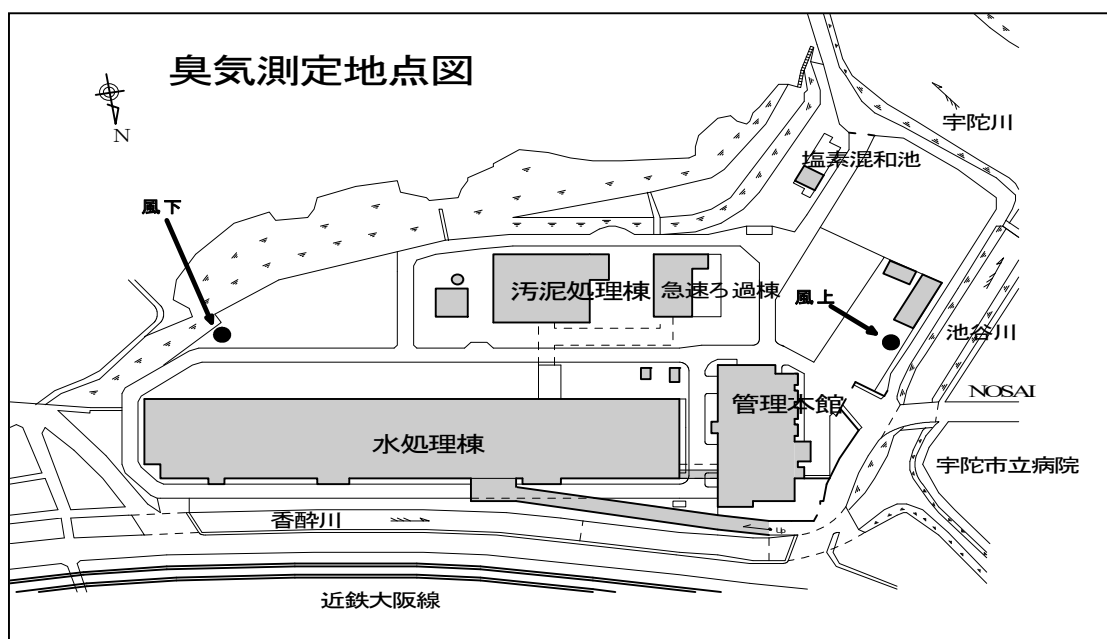 臭気測定地点図
N
宇陀川
塩素混和池
風下
汚泥処理棟
急速ろ過棟
風上
池谷川
NOSAI
管理本館
水処理棟
宇陀市立病院
香酔川
Up
近鉄大阪線